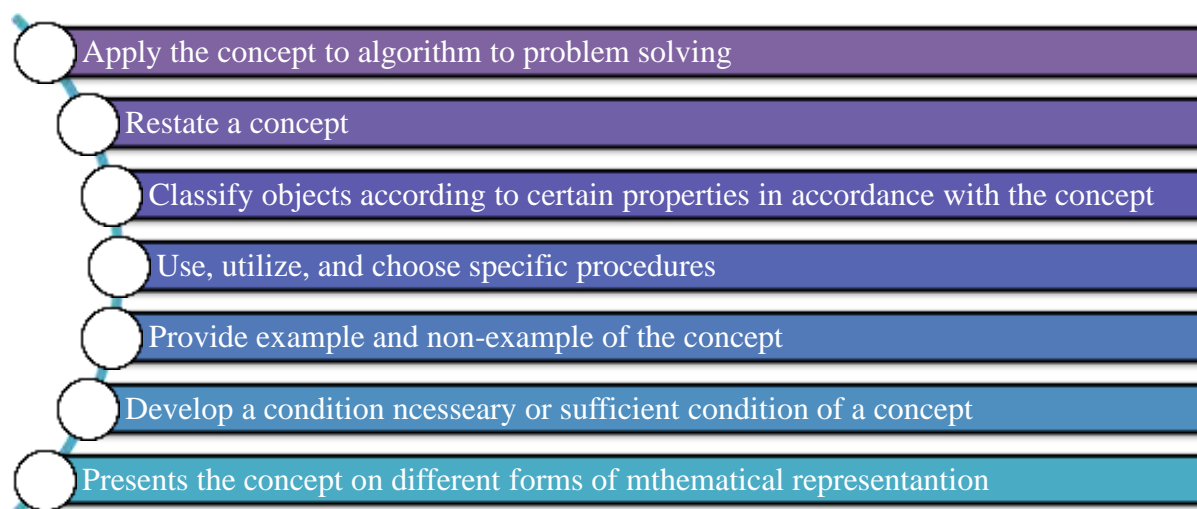 Apply the concept to algorithm to problem solving
Restate a concept
Classify objects according to certain properties in accordance with the concept
Use, utilize, and choose specific procedures
Provide example and non-example of the concept
Develop a condition ncesseary or sufficient condition of a concept
Presents the concept on different forms of mthematical representantion